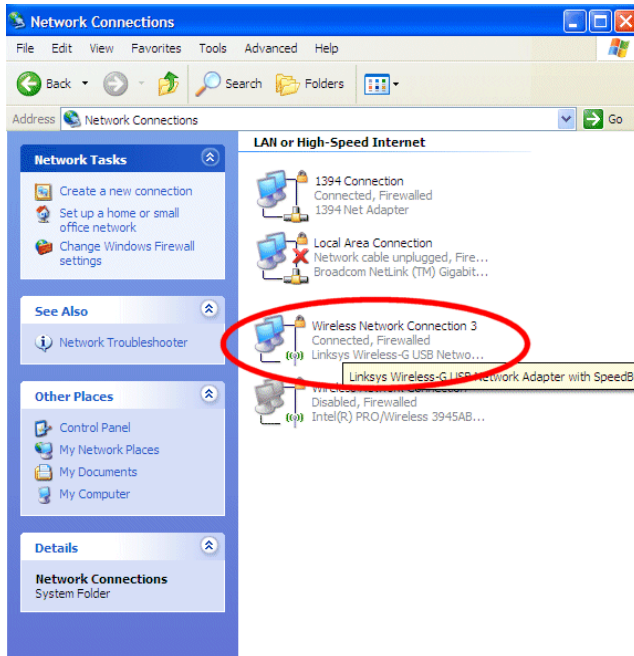 Network Connections
File Edit View Favorites Tools Advanced Help
Back Search Folders
Address Network Connections Go
Network Tasks
Create a new connection
Set up a home or small
office network
Change Windows Firewall
settings
See Also
Network Troubleshooter
Other Places
Control Panel
My Network Places
My Documents
My Computer
Details
Network Connections
System Folder
LAN or High-Speed Internet
1394 Connection
Connected, Firewalled
1394 Net Adapter
Local Area Connection
Network cable unplugged, Fire...
Broadcom NetLink (TM) Gigabit...
Wireless Network Connection 3
Connected, Firewalled
Linksys Wireless-G USB Netwo...
Linksys Wireless-G USB Network Adapter with SpeedB
Wireless Network Connection
Disabled, Firewalled
Intel(R) PRO/Wireless 3945AB...